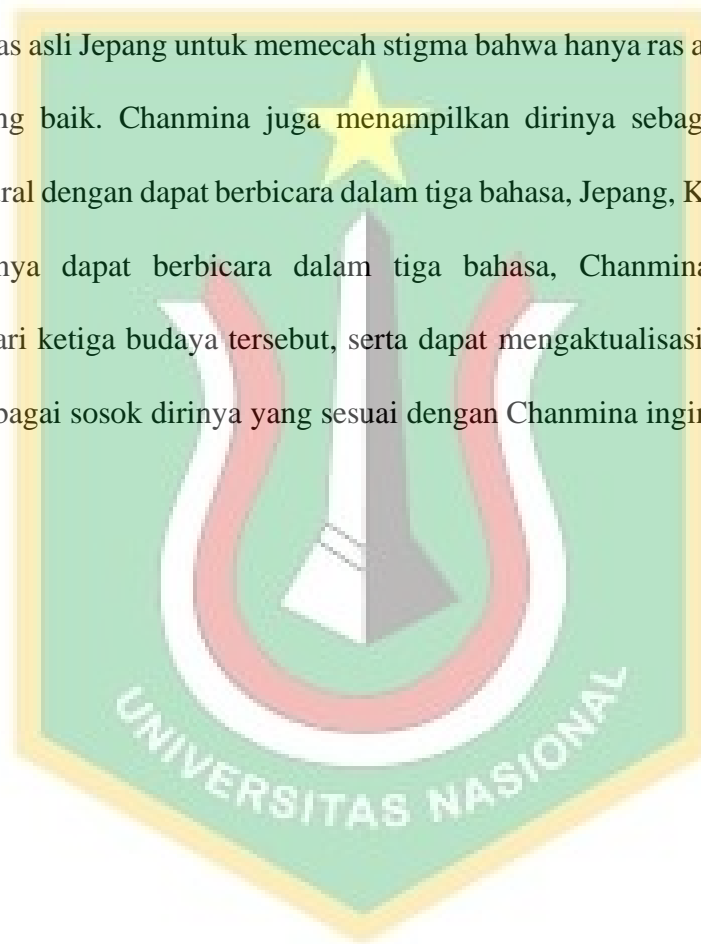 as asli Jepang untuk memecah stigma bahwa hanya ras a
ng baik. Chanmina juga menampilkan dirinya sebag
ral dengan dapat berbicara dalam tiga bahasa, Jepang, K
nya dapat berbicara dalam tiga bahasa, Chanmina
ari ketiga budaya tersebut, serta dapat mengaktualisasi
bagai sosok dirinya yang sesuai dengan Chanmina ingin
UNIVERSITAS NASIONAL